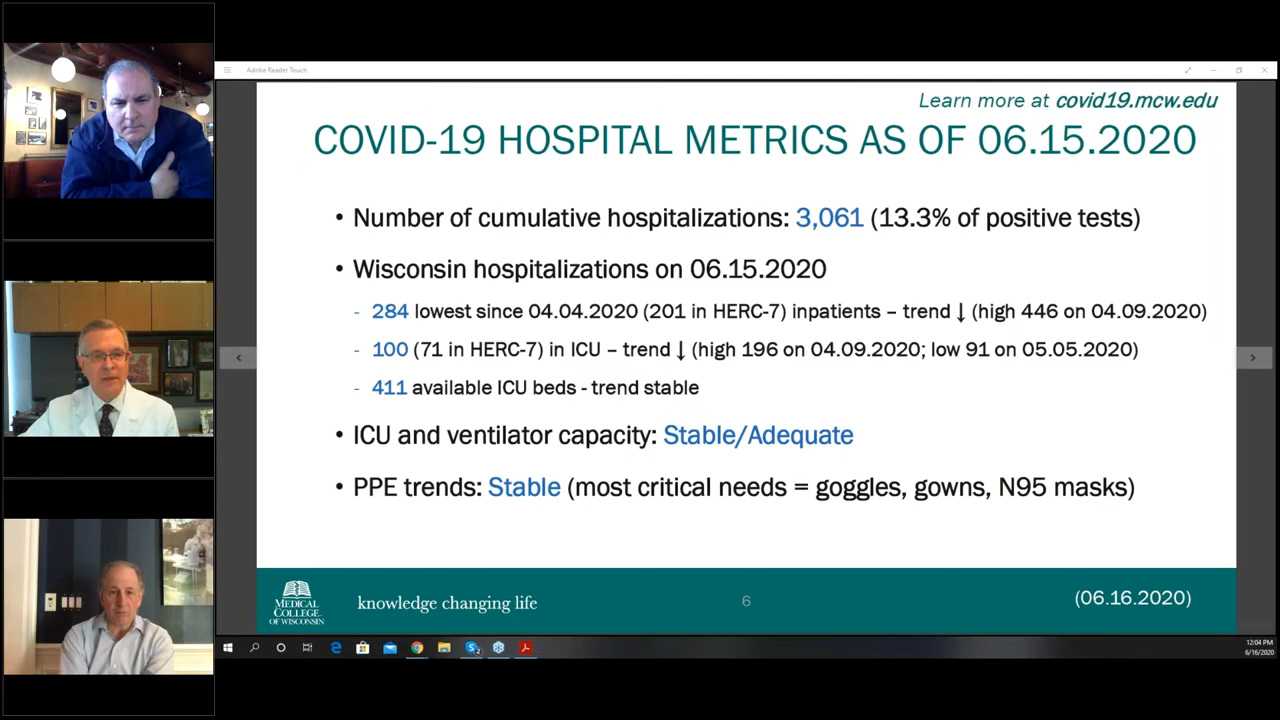 Adobe Reader Touch
Learn more at covid19.mcw.edu
COVID-19 HOSPITAL METRICS AS OF 06.15.2020
• Number of cumulative hospitalizations: 3,061 (13.3% of positive tests)
• Wisconsin hospitalizations on 06.15.2020
- 284 lowest since 04.04.2020 (201 in HERC-7) inpatients – trend ↓ (high 446 on 04.09.2020)
- 100 (71 in HERC-7) in ICU – trend ↓ (high 196 on 04.09.2020; low 91 on 05.05.2020)
- 411 available ICU beds - trend stable
• ICU and ventilator capacity: Stable/Adequate
• PPE trends: Stable (most critical needs = goggles, gowns, N95 masks)
MEDICAL
COLLEGE
OF WISCONSIN
knowledge changing life
6
(06.16.2020)
12:04 PM
6/16/2020